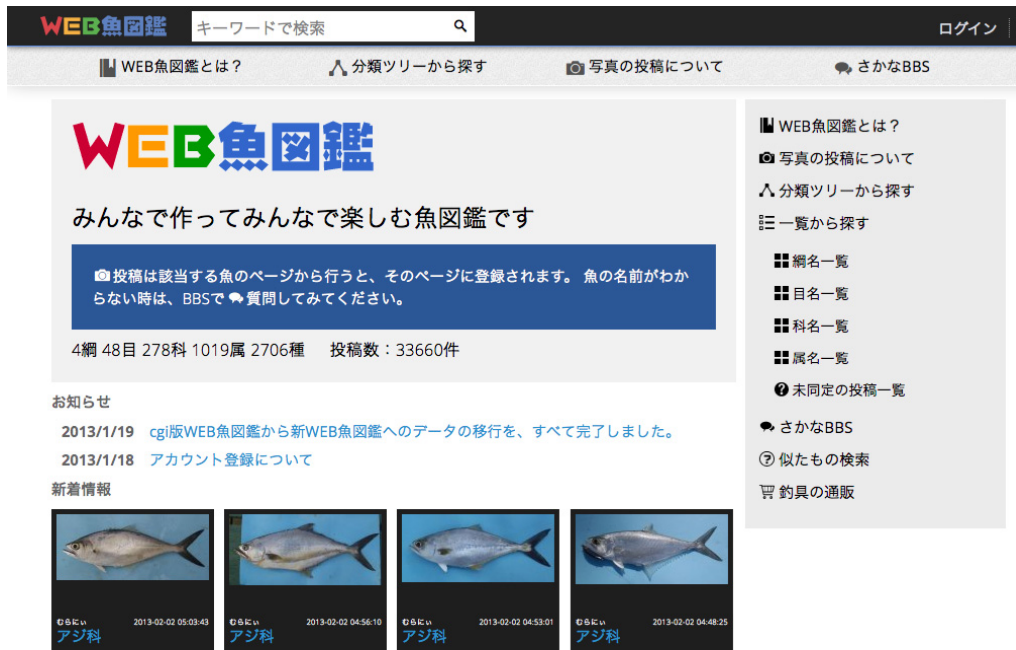 WEB魚図鑑
キーワードで検索
ログイン
WEB魚図鑑とは？
分類ツリーから探す
写真の投稿について
さかなBBS
WEB魚図鑑
みんなで作ってみんなで楽しむ魚図鑑です
投稿は該当する魚のページから行うと、そのページに登録されます。 魚の名前がわか
らない時は、BBSで 質問してみてください。
4綱 48目 278科 1019属 2706種 投稿数：33660件
お知らせ
2013/1/19 cgi版WEB魚図鑑から新WEB魚図鑑へのデータの移行を、すべて完了しました。
2013/1/18 アカウント登録について
新着情報
むらにぃ 2013-02-02 05:03:43
アジ科
むらにぃ 2013-02-02 04:56:10
アジ科
むらにぃ 2013-02-02 04:53:01
アジ科
むらにぃ 2013-02-02 04:48:25
アジ科
WEB魚図鑑とは？
写真の投稿について
分類ツリーから探す
一覧から探す
綱名一覧
目名一覧
科名一覧
属名一覧
未同定の投稿一覧
さかなBBS
似たもの検索
釣具の通販